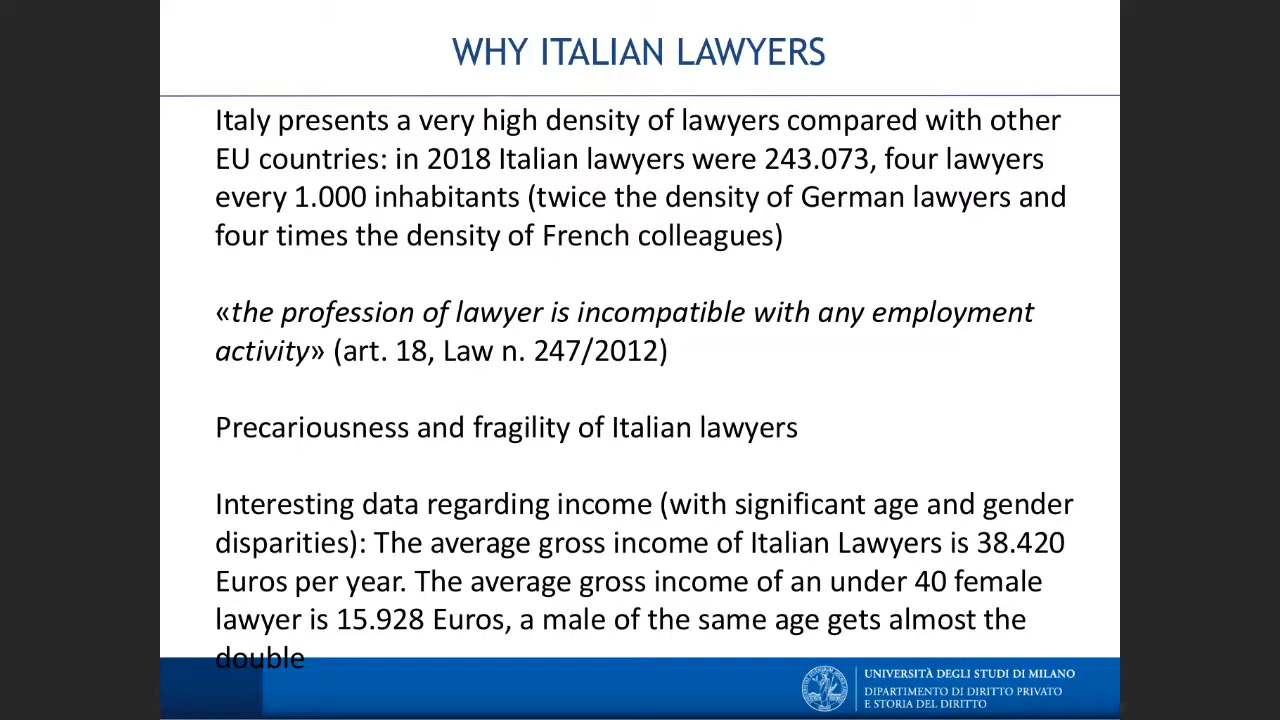 WHY ITALIAN LAWYERS
Italy presents a very high density of lawyers compared with other
EU countries: in 2018 Italian lawyers were 243.073, four lawyers
every 1.000 inhabitants (twice the density of German lawyers and
four times the density of French colleagues)
«the profession of lawyer is incompatible with any employment
activity» (art. 18, Law n. 247/2012)
Precariousness and fragility of Italian lawyers
Interesting data regarding income (with significant age and gender
disparities): The average gross income of Italian Lawyers is 38.420
Euros per year. The average gross income of an under 40 female
lawyer is 15.928 Euros, a male of the same age gets almost the
double
UNIVERSITÀ DEGLI STUDI DI MILANO
DIPARTIMENTO DI DIRITTO PRIVATO
E STORIA DEL DIRITTO